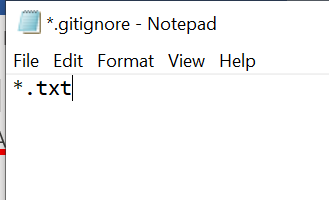 *.gitignore - Notepad
File Edit Format View Help
*.txt